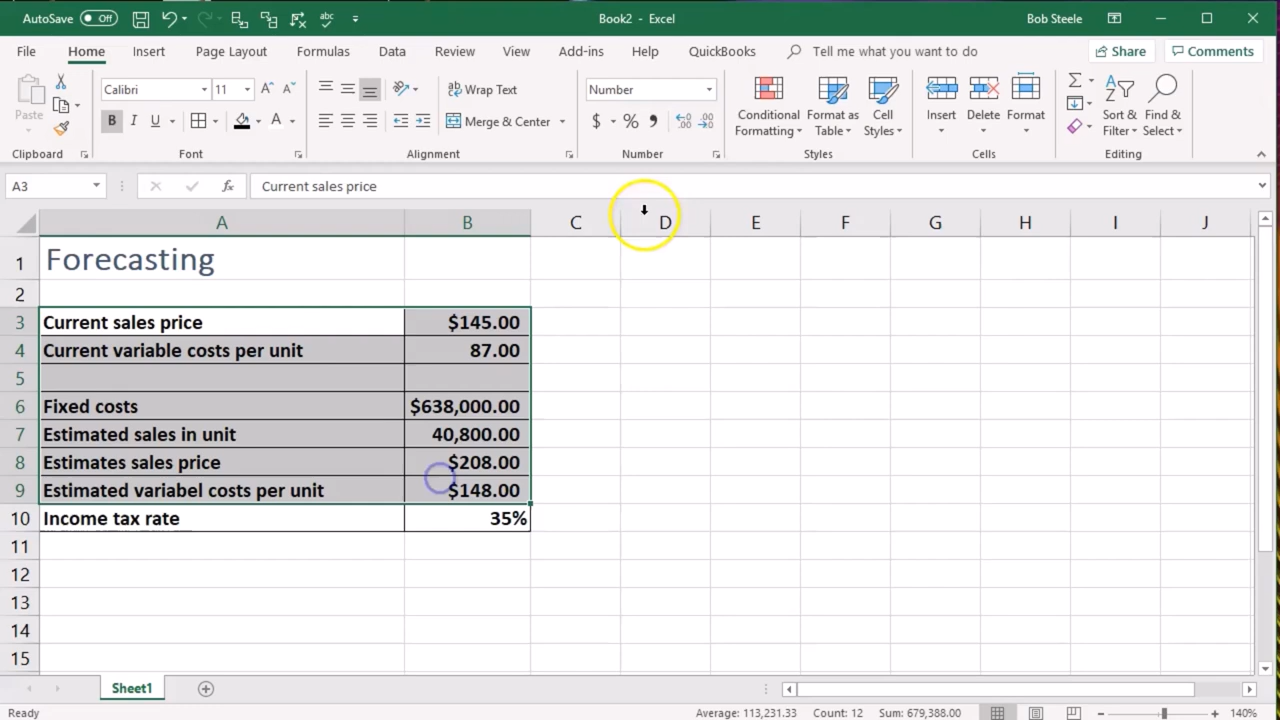 AutoSave Off abc Book2 - Excel Bob Steele
File Home Insert Page Layout Formulas Data Review View Add-ins Help QuickBooks Tell me what you want to do Share Comments
Paste Calibri 11 A A ab Wrap Text Number Conditional Formatting Format as Table Cell Styles Insert Delete Format Σ A Z Sort & Filter Find & Select
B I U A Merge & Center $ % , .00 .0
Clipboard Font Alignment Number Styles Cells Editing
A3 fx Current sales price
A B C D E F G H I J
1 Forecasting
2
3 Current sales price $145.00
4 Current variable costs per unit 87.00
5
6 Fixed costs $638,000.00
7 Estimated sales in unit 40,800.00
8 Estimates sales price $208.00
9 Estimated variabel costs per unit $148.00
10 Income tax rate 35%
11
12
13
14
15
Sheet1
Ready Average: 113,231.33 Count: 12 Sum: 679,388.00 140%